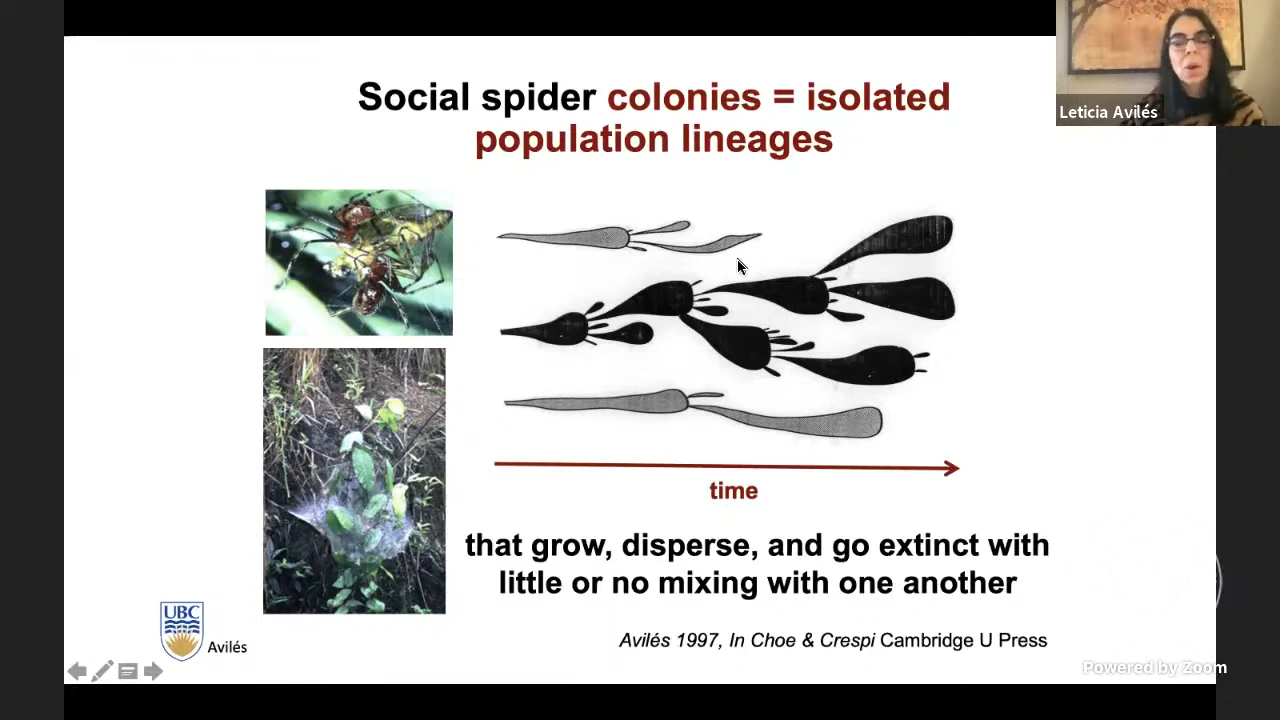 Social spider colonies = isolated
population lineages
Leticia Avilés
time
that grow, disperse, and go extinct with
little or no mixing with one another
UBC
Avilés
Avilés 1997, In Choe & Crespi Cambridge U Press
Powered by Zoom